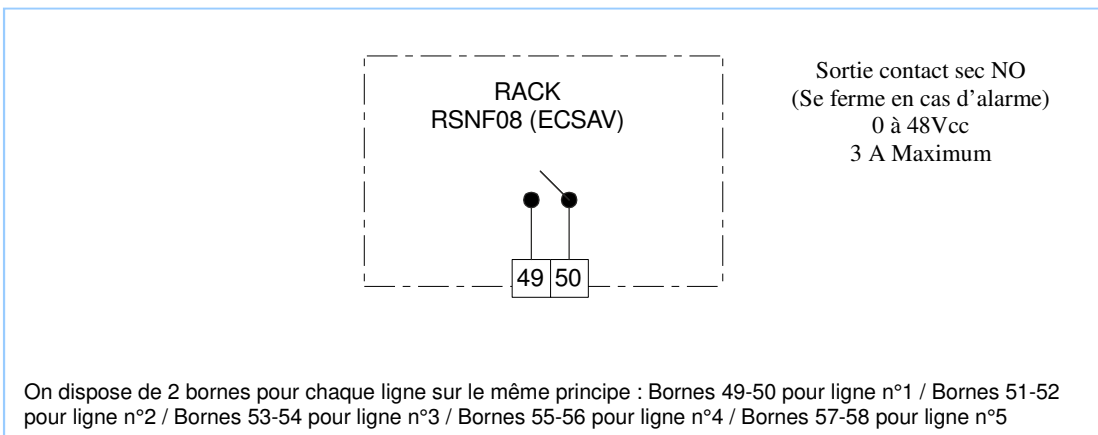 RACK
RSNF08 (ECSAV)
Sortie contact sec NO
(Se ferme en cas d'alarme)
0 à 48Vcc
3 A Maximum
49 50
On dispose de 2 bornes pour chaque ligne sur le même principe : Bornes 49-50 pour ligne n°1 / Bornes 51-52
pour ligne n°2 / Bornes 53-54 pour ligne n°3 / Bornes 55-56 pour ligne n°4 / Bornes 57-58 pour ligne n°5